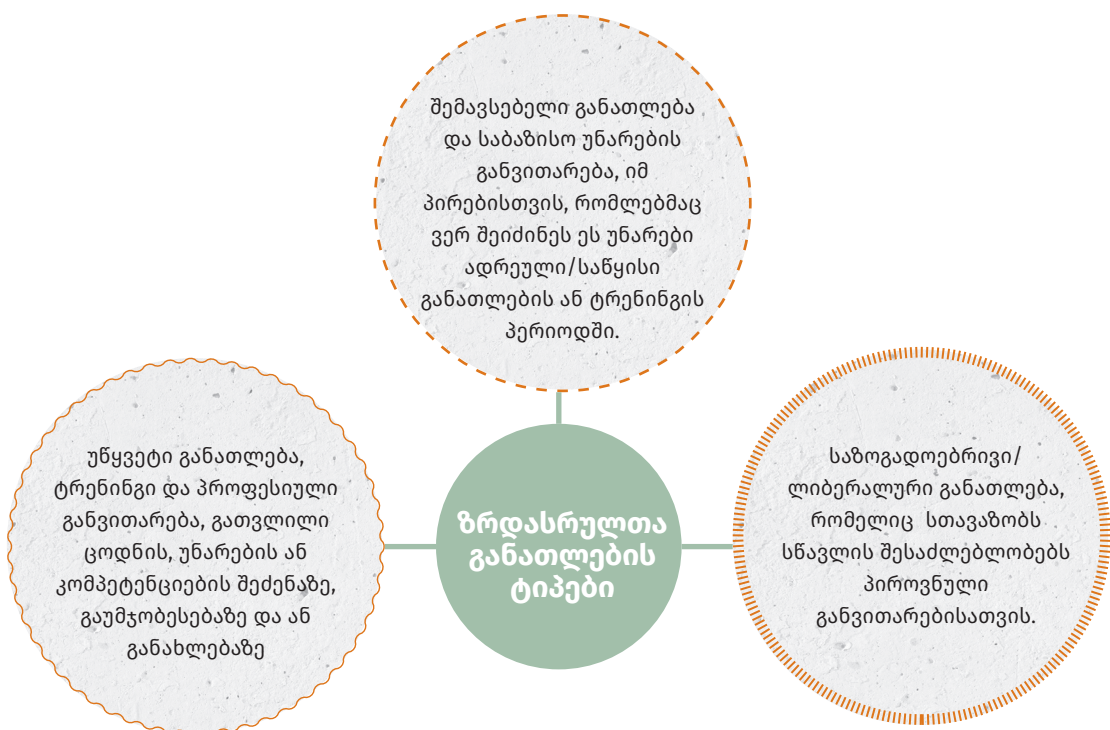 შემავსებელი განათლება
და საბაზისო უნარების
განვითარება, იმ
პირებისთვის, რომლებმაც
ვერ შეიძინეს ეს უნარები
ადრეული/საწყისი
განათლების ან ტრენინგის
პერიოდში.
უწყვეტი განათლება,
ტრენინგი და პროფესიული
განვითარება, გათვლილი
ცოდნის, უნარების ან
კომპეტენციების შეძენაზე,
გაუმჯობესებაზე და ან
განახლებაზე
ზრდასრულთა
განათლების
ტიპები
საზოგადოებრივი/
ლიბერალური განათლება,
რომელიც სთავაზობს
სწავლის შესაძლებლობებს
პიროვნული
განვითარებისათვის.